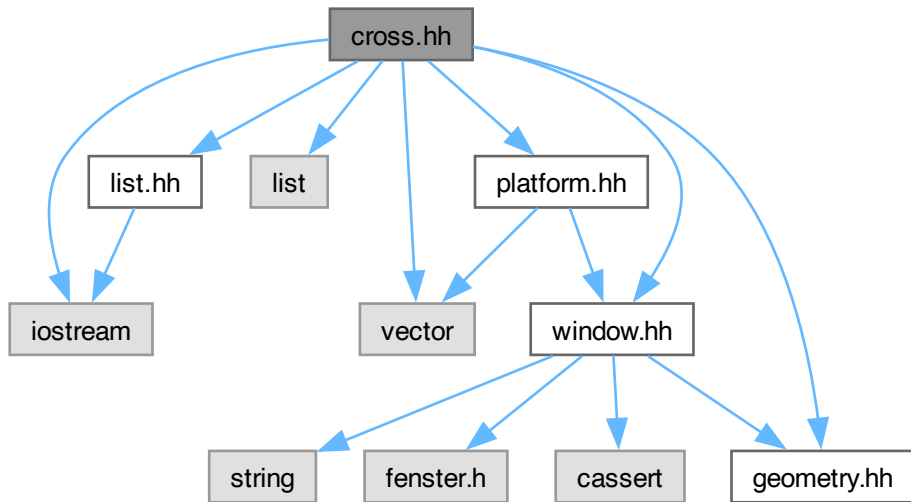 cross.hh
list.hh
list
platform.hh
iostream
vector
window.hh
string
fenster.h
cassert
geometry.hh